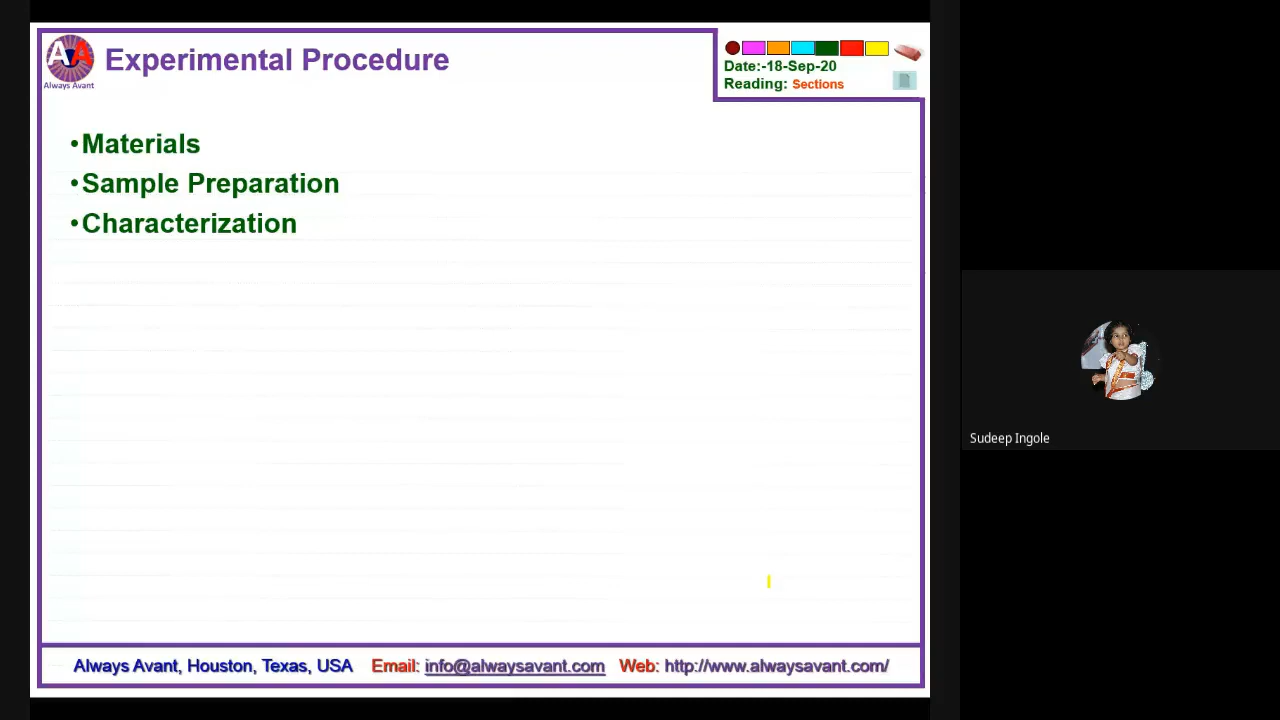 AVA
Always Avant
Experimental Procedure
Date:-18-Sep-20
Reading: Sections
•Materials
•Sample Preparation
•Characterization
Sudeep Ingole
Always Avant, Houston, Texas, USA Email: info@alwaysavant.com Web: http://www.alwaysavant.com/